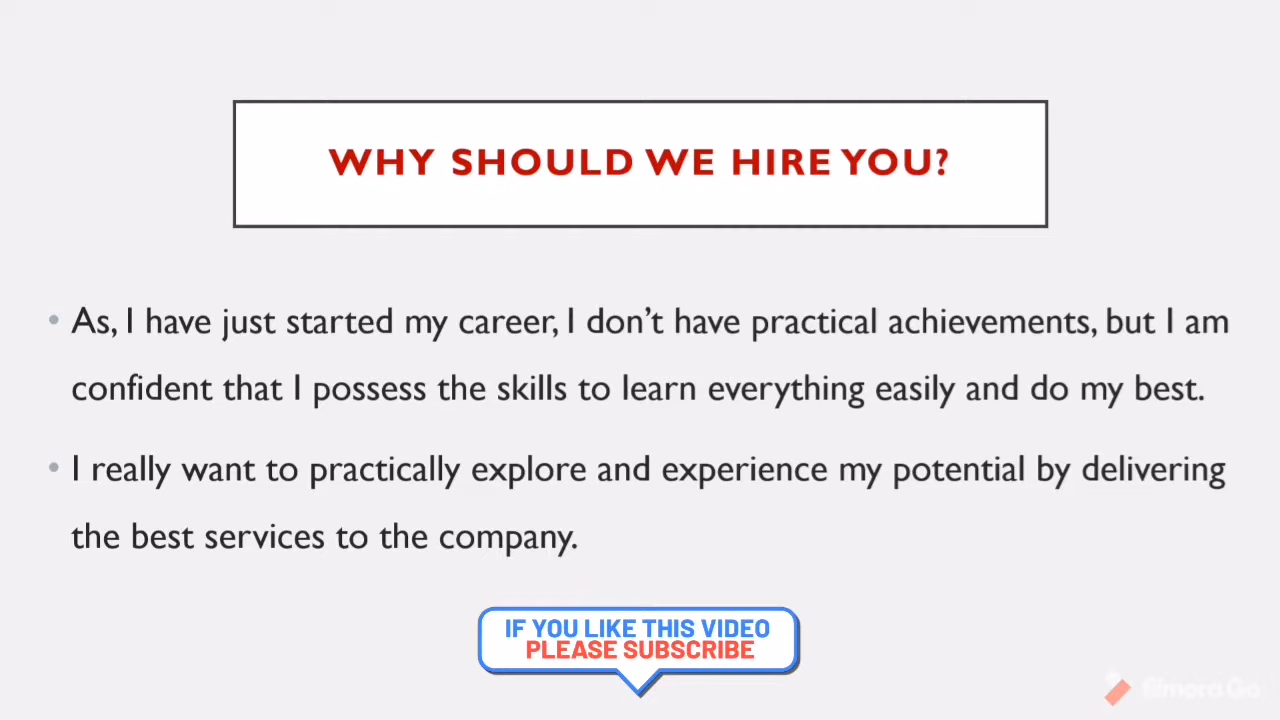 WHY SHOULD WE HIRE YOU?
• As, I have just started my career, I don't have practical achievements, but I am
confident that I possess the skills to learn everything easily and do my best.
• I really want to practically explore and experience my potential by delivering
the best services to the company.
IF YOU LIKE THIS VIDEO
PLEASE SUBSCRIBE
filmora Go